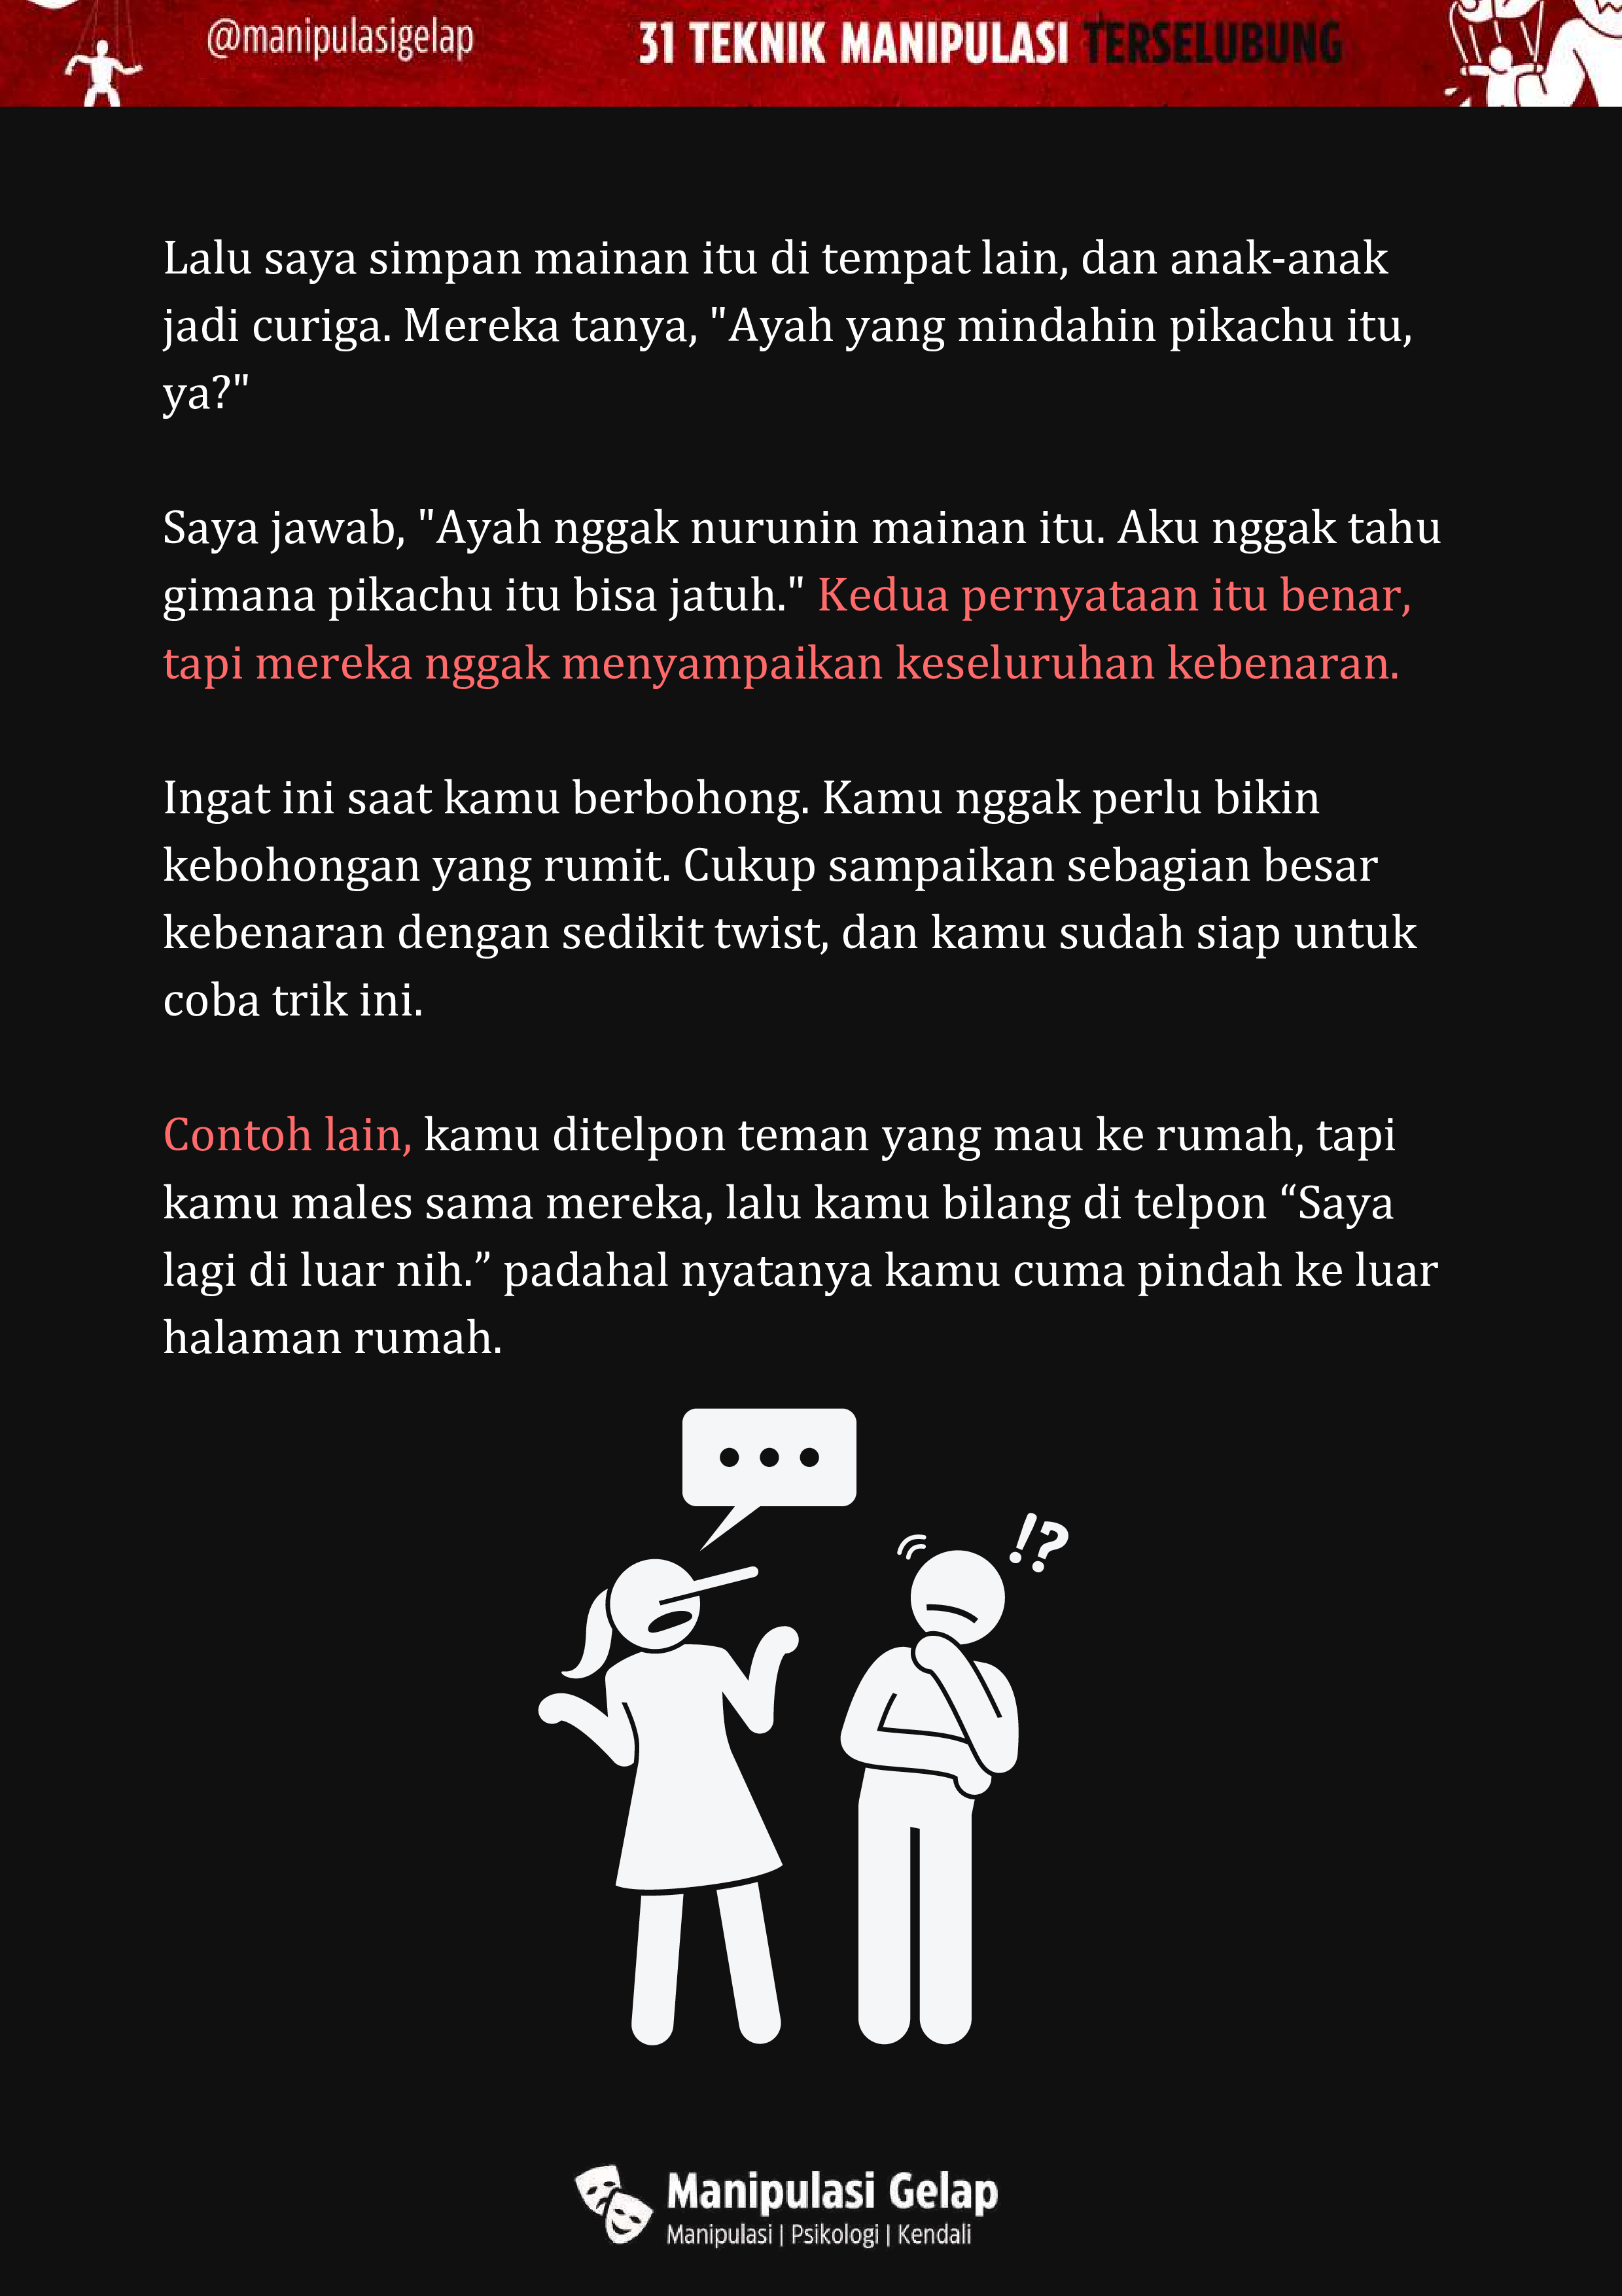 @manipulasigelap
31 TEKNIK MANIPULASI TERSELUBUNG
Lalu saya simpan mainan itu di tempat lain, dan anak-anak
jadi curiga. Mereka tanya, "Ayah yang mindahin pikachu itu,
ya?"
Saya jawab, "Ayah nggak nurunin mainan itu. Aku nggak tahu
gimana pikachu itu bisa jatuh." Kedua pernyataan itu benar,
tapi mereka nggak menyampaikan keseluruhan kebenaran.
Ingat ini saat kamu berbohong. Kamu nggak perlu bikin
kebohongan yang rumit. Cukup sampaikan sebagian besar
kebenaran dengan sedikit twist, dan kamu sudah siap untuk
coba trik ini.
Contoh lain, kamu ditelpon teman yang mau ke rumah, tapi
kamu males sama mereka, lalu kamu bilang di telpon “Saya
lagi di luar nih.” padahal nyatanya kamu cuma pindah ke luar
halaman rumah.
!?
Manipulasi Gelap
Manipulasi | Psikologi | Kendali